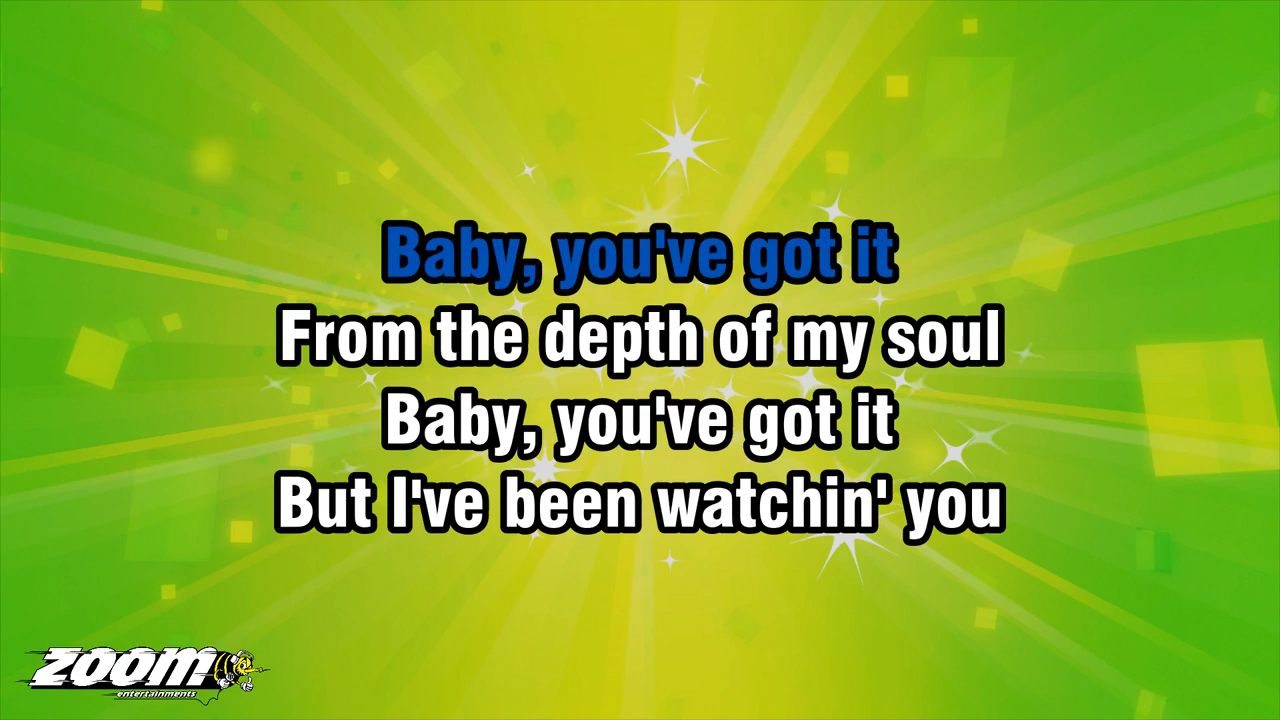 Baby, you've got it
From the depth of my soul
Baby, you've got it
But I've been watchin' you
ZOOM
entertainments